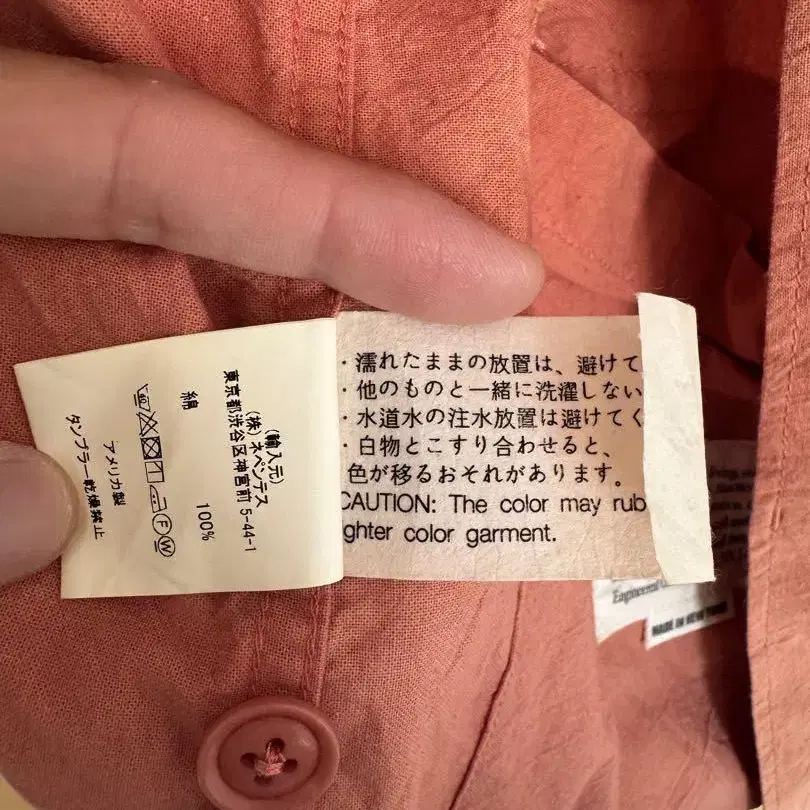 (輸入元)
(株)ネペンテス
東京都渋谷区神宮前 5-44-1
綿 100%
F W
アメリカ製
タンブラー乾燥禁止
・濡れたままの放置は、避けて
・他のものと一緒に洗濯しない
・水道水の注水放置は避けてく
・白物とこすり合わせると、
色が移るおそれがあります。
CAUTION: The color may rub
ghter color garment.
Engineered
MADE IN NEW YORK